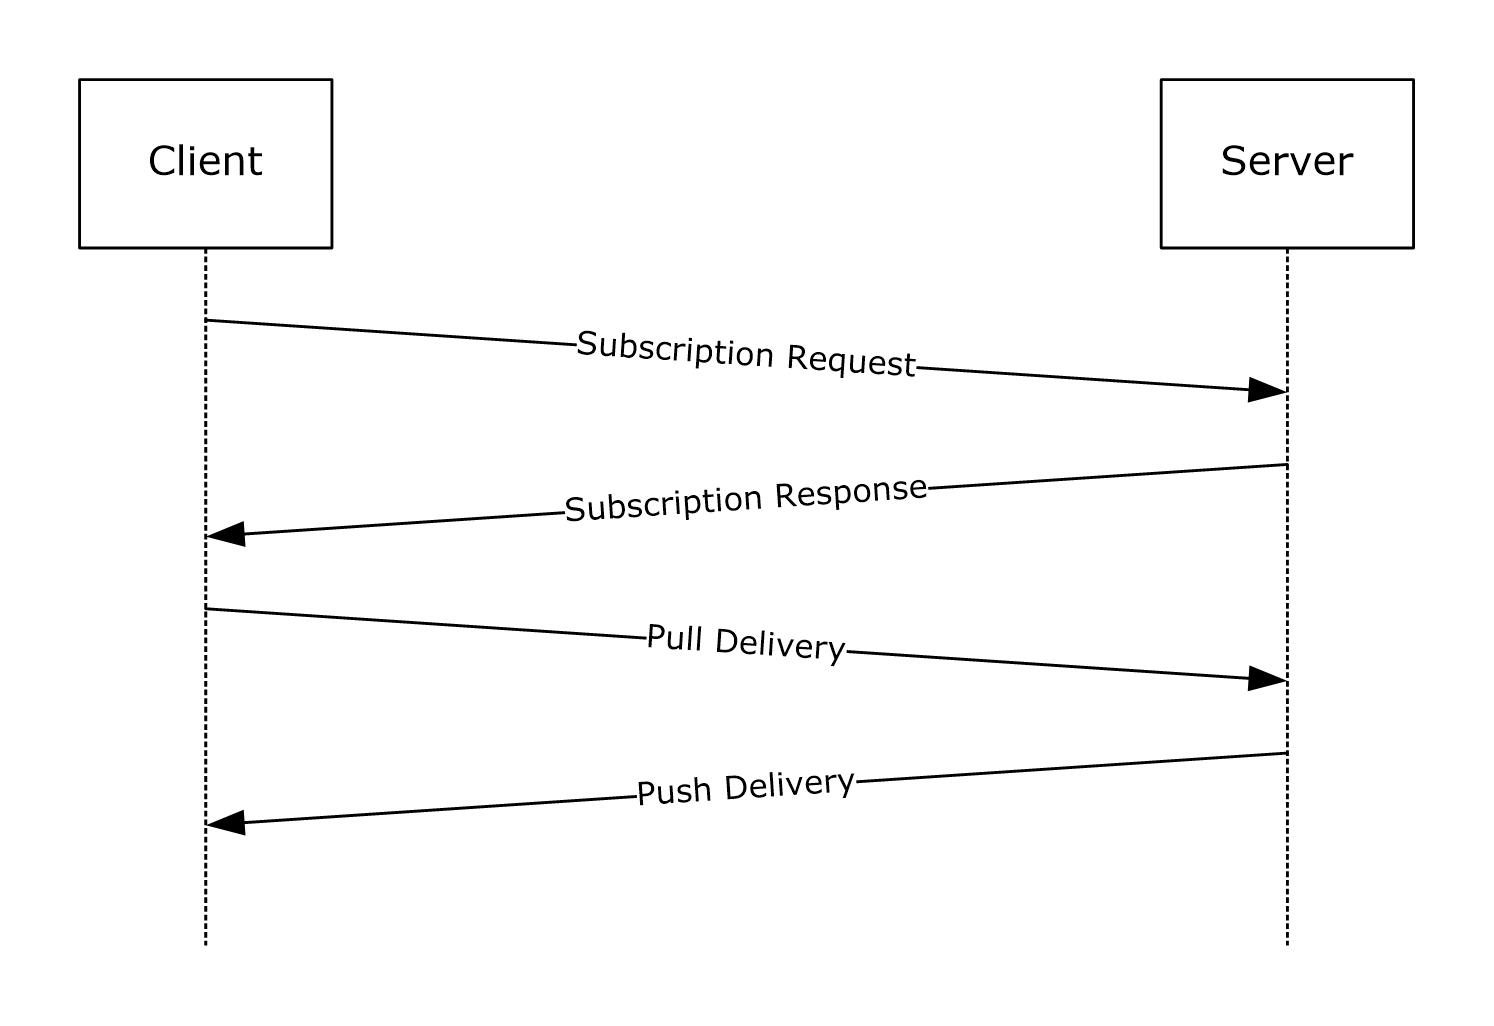 Client
Server
Subscription Request
Subscription Response
Pull Delivery
Push Delivery